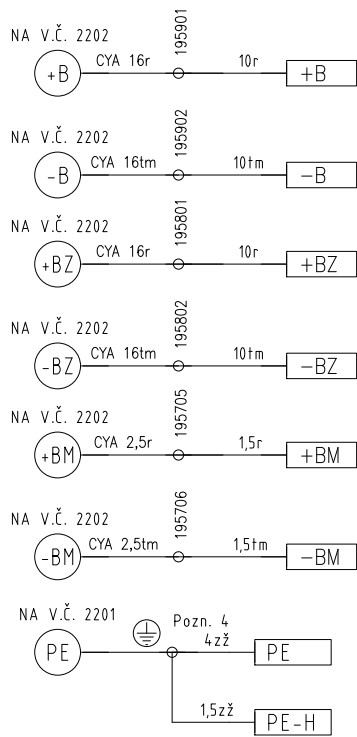 195901
NA V.Č. 2202
+B CYA 16r 10r +B
195902
NA V.Č. 2202
-B CYA 16tm 10tm -B
195801
NA V.Č. 2202
+BZ CYA 16r 10r +BZ
195802
NA V.Č. 2202
-BZ CYA 16tm 10tm -BZ
195705
NA V.Č. 2202
+BM CYA 2,5r 1,5r +BM
195706
NA V.Č. 2202
-BM CYA 2,5tm 1,5tm -BM
NA V.Č. 2201
Pozn. 4
PE 4zž PE
1,5zž PE-H